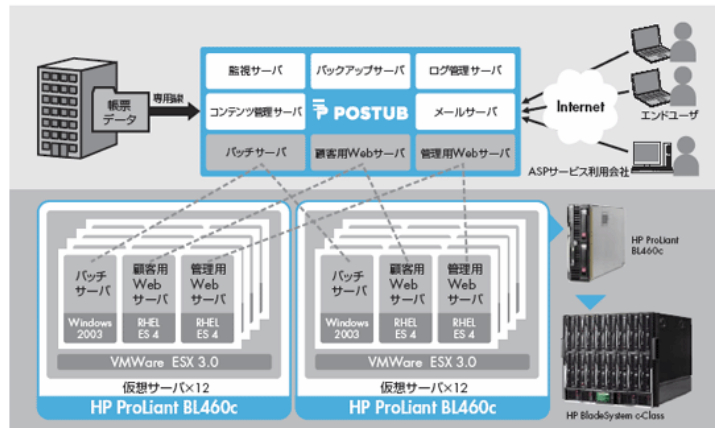 帳票
データ
専用線
監視サーバ
バックアップサーバ
ログ管理サーバ
コンテンツ管理サーバ
POSTUB
メールサーバ
バッチサーバ
顧客用Webサーバ
管理用Webサーバ
Internet
エンドユーザ
ASPサービス利用会社
バッチ
サーバ
Windows
2003
顧客用
Web
サーバ
RHEL
ES 4
管理用
Web
サーバ
RHEL
ES 4
VMWare ESX 3.0
仮想サーバ×12
HP ProLiant BL460c
バッチ
サーバ
Windows
2003
顧客用
Web
サーバ
RHEL
ES 4
管理用
Web
サーバ
RHEL
ES 4
VMWare ESX 3.0
仮想サーバ×12
HP ProLiant BL460c
HP ProLiant
BL460c
HP BladeSystem c-Class